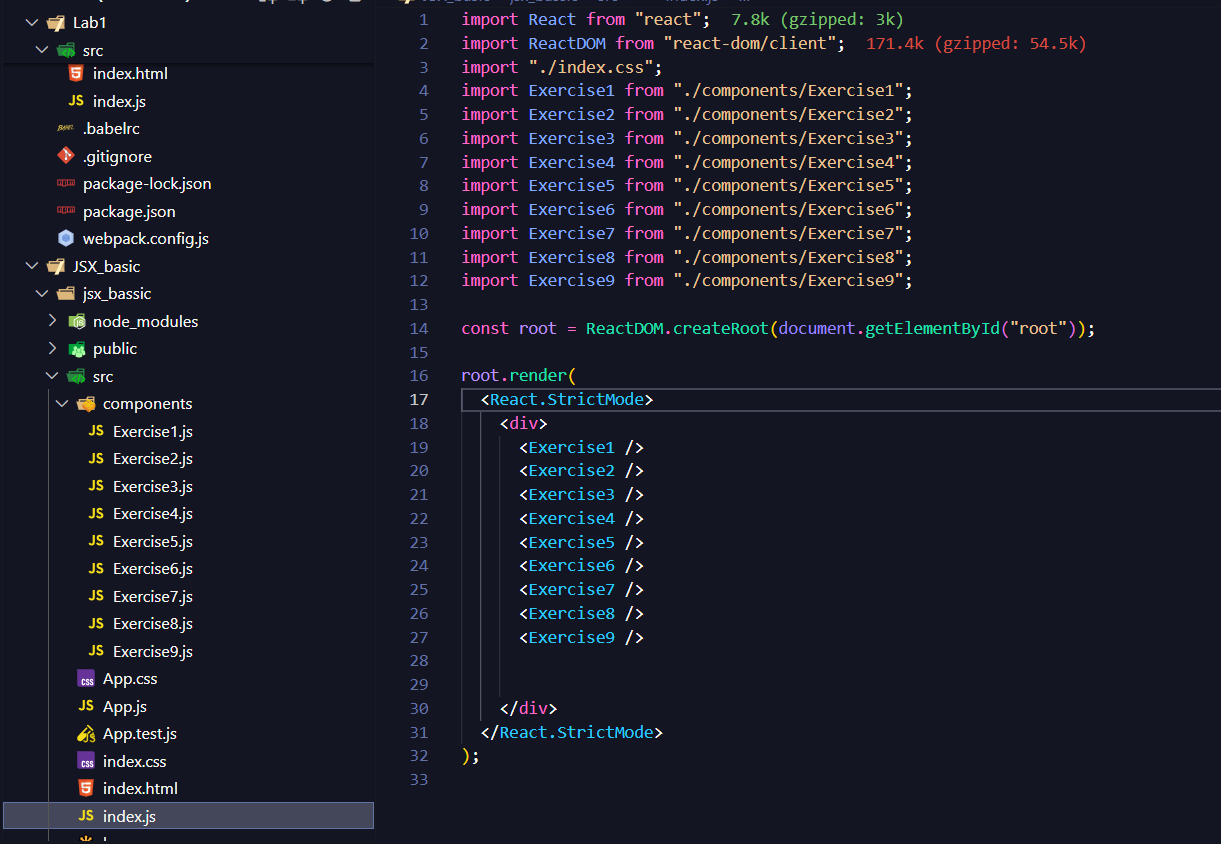 Lab1
src
index.html
index.js
.babelrc
.gitignore
package-lock.json
package.json
webpack.config.js
JSX_basic
jsx_bassic
node_modules
public
src
components
Exercise1.js
Exercise2.js
Exercise3.js
Exercise4.js
Exercise5.js
Exercise6.js
Exercise7.js
Exercise8.js
Exercise9.js
App.css
App.js
App.test.js
index.css
index.html
index.js
1 import React from "react"; 7.8k (gzipped: 3k)
2 import ReactDOM from "react-dom/client"; 171.4k (gzipped: 54.5k)
3 import "./index.css";
4 import Exercise1 from "./components/Exercise1";
5 import Exercise2 from "./components/Exercise2";
6 import Exercise3 from "./components/Exercise3";
7 import Exercise4 from "./components/Exercise4";
8 import Exercise5 from "./components/Exercise5";
9 import Exercise6 from "./components/Exercise6";
10 import Exercise7 from "./components/Exercise7";
11 import Exercise8 from "./components/Exercise8";
12 import Exercise9 from "./components/Exercise9";
13
14 const root = ReactDOM.createRoot(document.getElementById("root"));
15
16 root.render(
17 <React.StrictMode>
18 <div>
19 <Exercise1 />
20 <Exercise2 />
21 <Exercise3 />
22 <Exercise4 />
23 <Exercise5 />
24 <Exercise6 />
25 <Exercise7 />
26 <Exercise8 />
27 <Exercise9 />
28
29
30 </div>
31 </React.StrictMode>
32 );
33